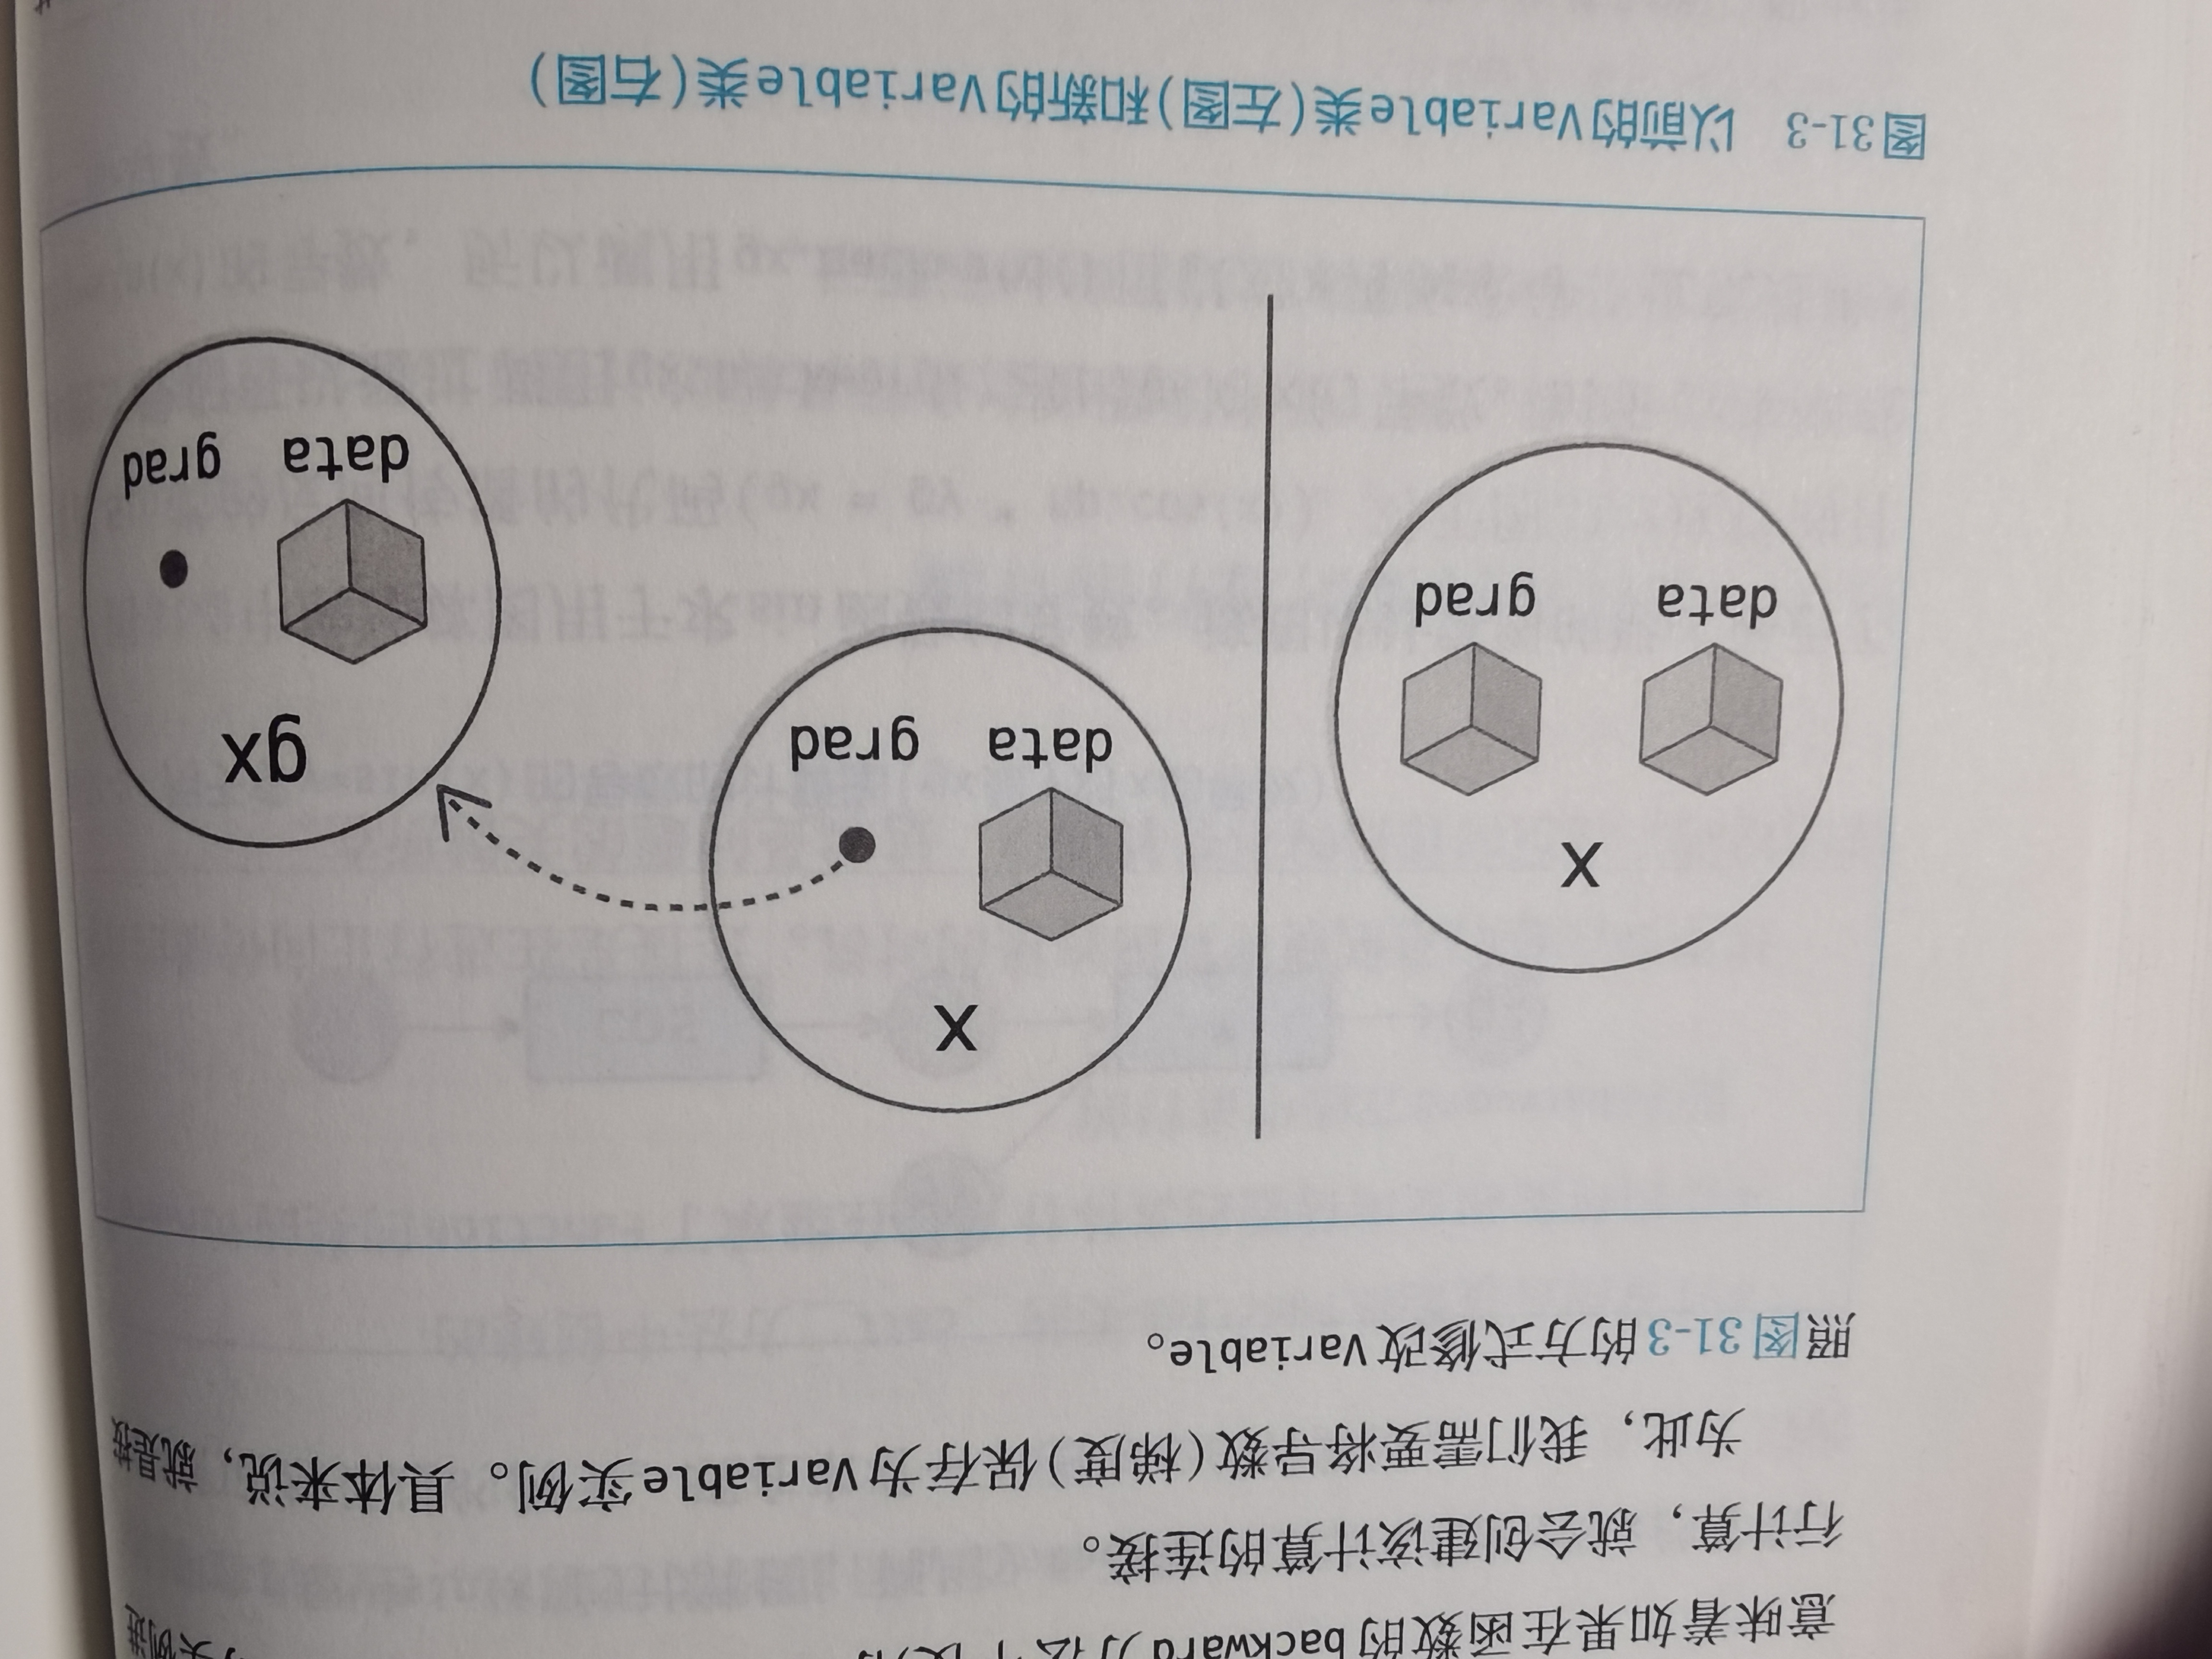 意味着如果在函数的backward方法中使用
实例进
行计算，就会创建该计算的连接。
为此，我们需要将导数(梯度)保存为Variable实例。具体来说，就是按
照图31-3的方式修改Variable。
x
data grad
x
data grad
gx
data grad
图31-3 以前的Variable类(左图)和新的Variable类(右图)